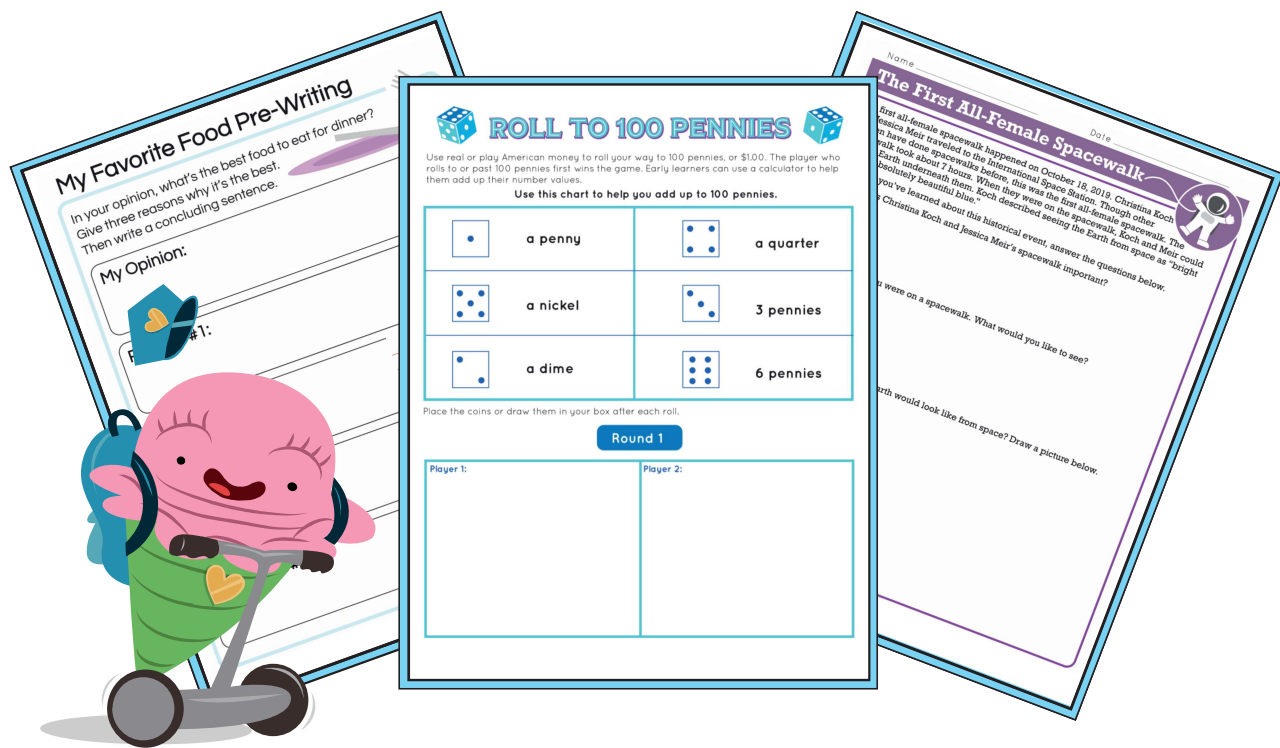 My Favorite Food Pre-Writing
In your opinion, what's the best food to eat for dinner?
Give three reasons why it's the best.
Then write a concluding sentence.
My Opinion:
#1:
ROLL TO 100 PENNIES
Use real or play American money to roll your way to 100 pennies, or $1.00. The player who
rolls to or past 100 pennies first wins the game. Early learners can use a calculator to help
them add up their number values.
Use this chart to help you add up to 100 pennies.
a penny
a quarter
a nickel
3 pennies
a dime
6 pennies
Place the coins or draw them in your box after each roll.
Round 1
Player 1:
Player 2:
Name
Date
The First All-Female Spacewalk
first all-female spacewalk happened on October 18, 2019. Christina Koch
Jessica Meir traveled to the International Space Station. Though other
have done spacewalks before, this was the first all-female spacewalk. The
walk took about 7 hours. When they were on the spacewalk, Koch and Meir could
Earth underneath them. Koch described seeing the Earth from space as "bright
absolutely beautiful blue."
you've learned about this historical event, answer the questions below.
Christina Koch and Jessica Meir's spacewalk important?
were on a spacewalk. What would you like to see?
would look like from space? Draw a picture below.